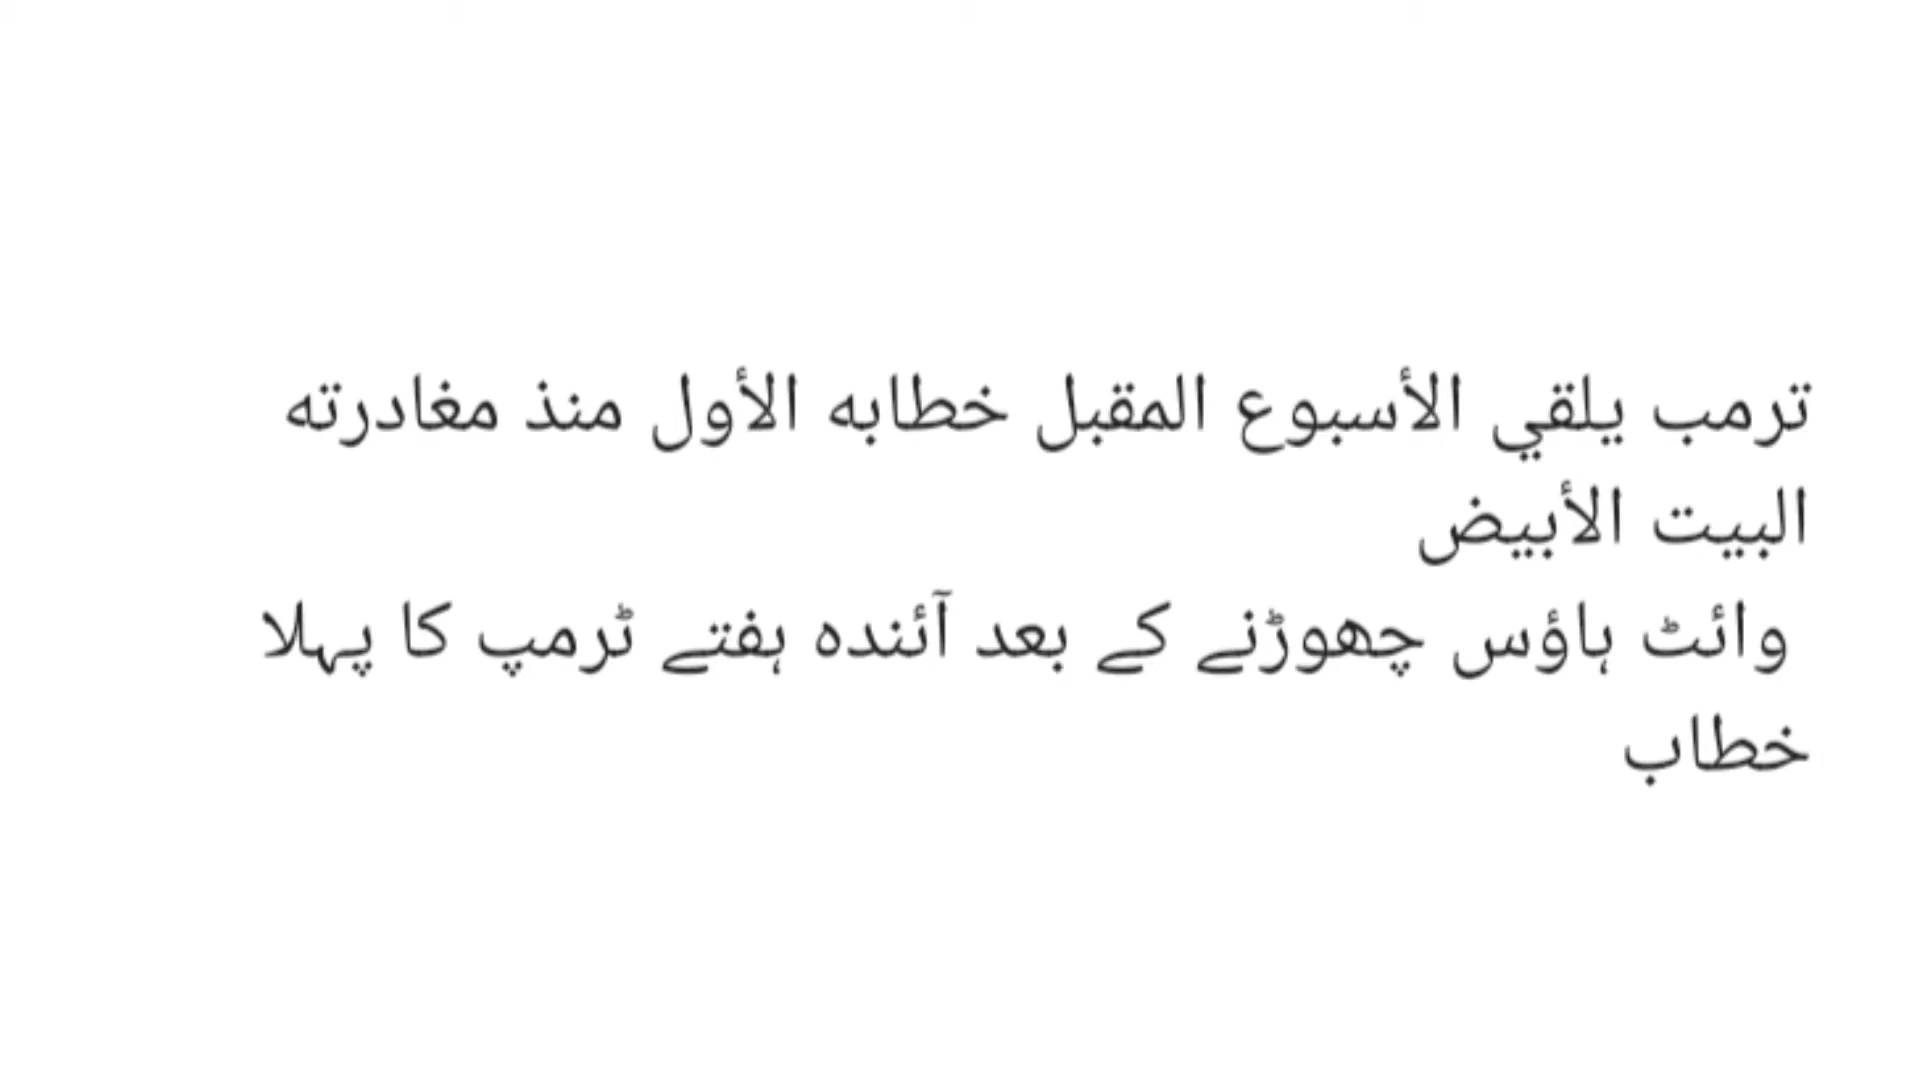 ترمب يلقي الأسبوع المقبل خطابه الأول منذ مغادرته
البيت الأبيض
وائٹ ہاؤس چھوڑنے کے بعد آئندہ ہفتے ٹرمپ کا پہلا
خطاب